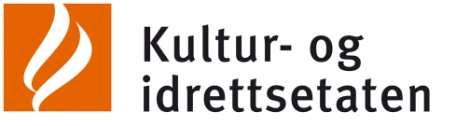 Kultur- og
idrettsetaten